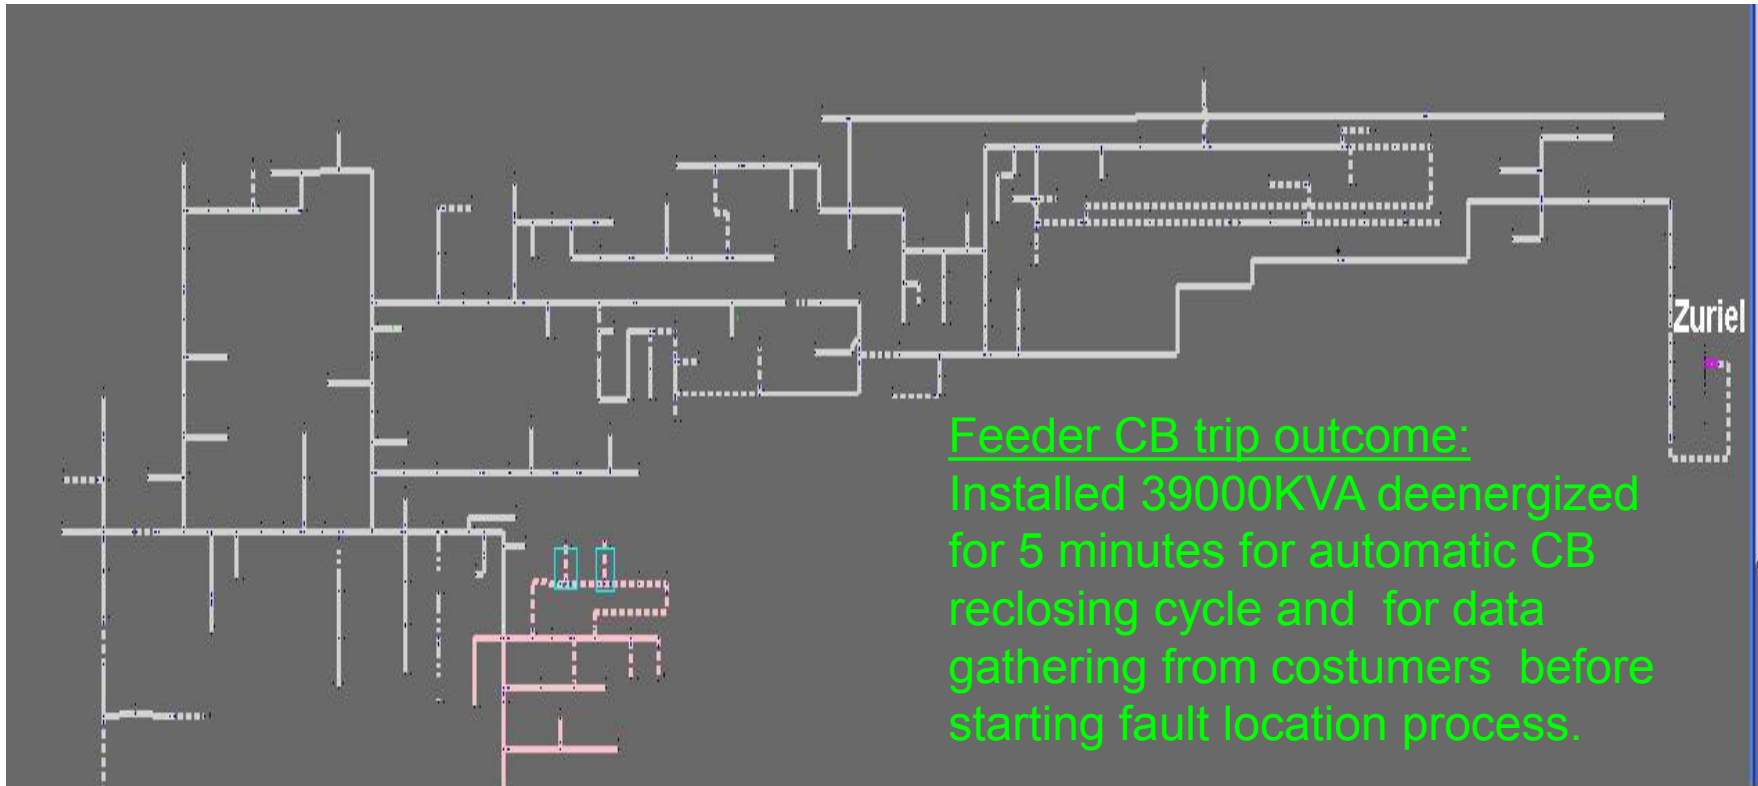 Zuriel
Feeder CB trip outcome:
Installed 39000KVA deenergized
for 5 minutes for automatic CB
reclosing cycle and  for data
gathering from costumers  before
starting fault location process.